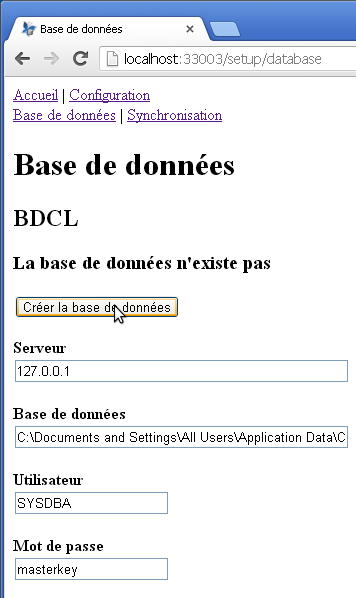 Base de données
localhost:33003/setup/database
Accueil | Configuration
Base de données | Synchronisation
Base de données
BDCL
La base de données n'existe pas
Créer la base de données
Serveur
127.0.0.1
Base de données
C:\Documents and Settings\All Users\Application Data\C
Utilisateur
SYSDBA
Mot de passe
masterkey